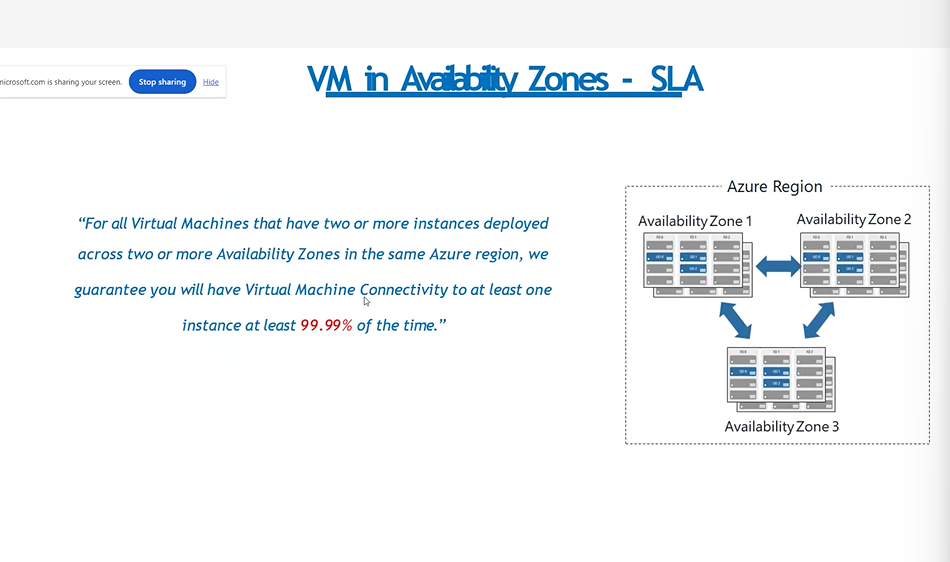 microsoft.com is sharing your screen. Stop sharing Hide
VM in Availability Zones - SLA
“For all Virtual Machines that have two or more instances deployed
across two or more Availability Zones in the same Azure region, we
guarantee you will have Virtual Machine Connectivity to at least one
instance at least 99.99% of the time.”
Azure Region
Availability Zone 1
Availability Zone 2
Availability Zone 3